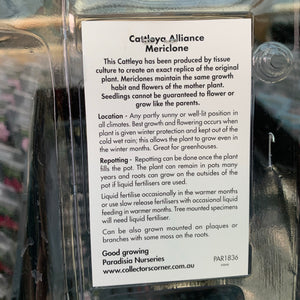 Cattleya Alliance
Mericlone
This Cattleya has been produced by tissue
culture to create an exact replica of the original
plant. Mericlones maintain the same growth
habit and flowers of the mother plant.
Seedlings cannot be guaranteed to flower or
grow like the parents.
Location - Any partly sunny or well-lit position in
all climates. Best growth and flowering occurs when
plant is given winter protection and kept out of the
cold wet rain; this allows the plant to grow even in
the winter months. Great for greenhouses.
Repotting - Repotting can be done once the plant
fills the pot. The plant can remain in pots many
years and roots can grow on the outsides of the
pot if liquid fertilisers are used.
Liquid fertilise occasionally in the warmer months
or use slow release fertilisers with occasional liquid
feeding in warmer months. Tree mounted specimens
will need liquid fertiliser.
Can be also grown mounted on plaques or
branches with some moss on the roots.
Good growing
Paradisia Nurseries
www.collectorscorner.com.au
PAR1836